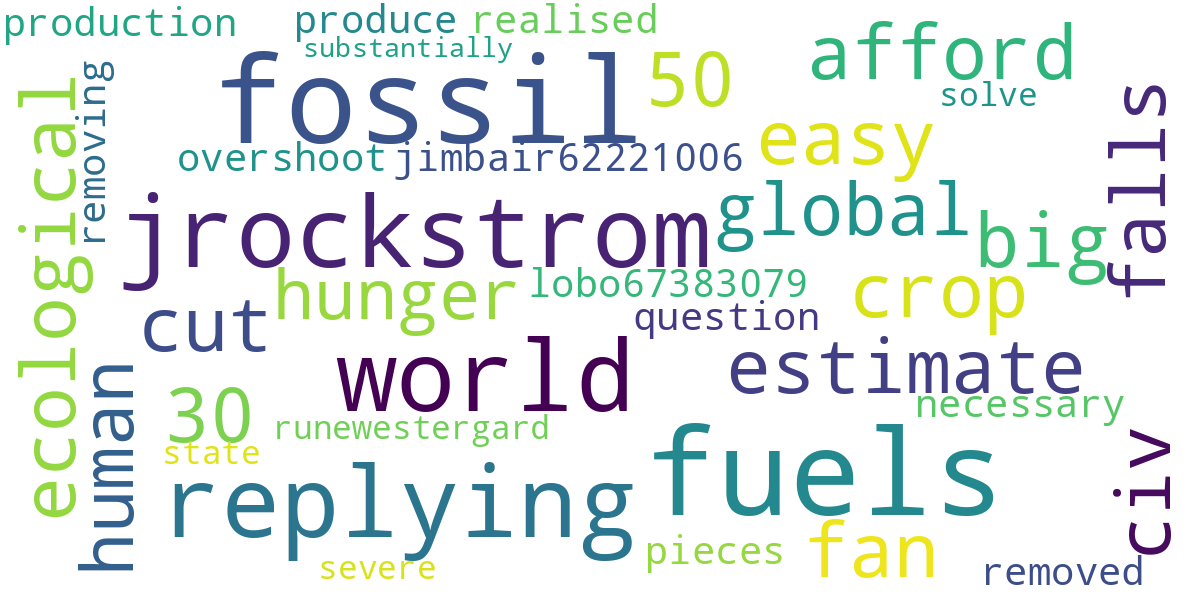 production
produce
realised
substantially
fossil
50
afford
solve
removing
ecological
overshoot
jimbair62221006
easy
falls
jrockstrom
global
big
hunger
lobo67383079
crop
cut
question
world
estimate
human
30
necessary
runewestergard
state
replying
fuels
civ
fan
pieces
severe
removed